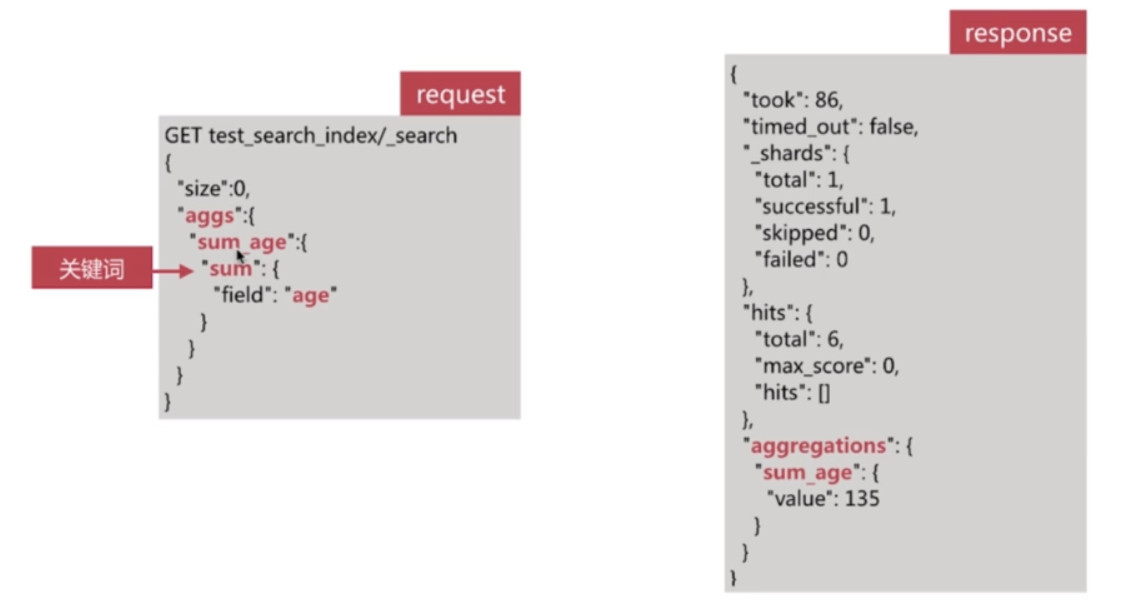 request
GET test_search_index/_search
{
"size":0,
"aggs":{
"sum_age":{
关键词
"sum": {
"field": "age"
}
}
}
}
response
{
"took": 86,
"timed_out": false,
"_shards": {
"total": 1,
"successful": 1,
"skipped": 0,
"failed": 0
},
"hits": {
"total": 6,
"max_score": 0,
"hits": []
},
"aggregations": {
"sum_age": {
"value": 135
}
}
}